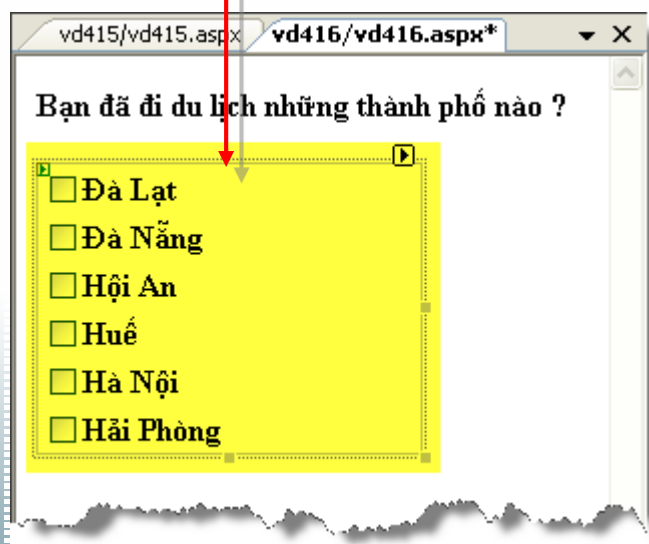 vd415/vd415.aspx vd416/vd416.aspx*
Bạn đã đi du lịch những thành phố nào ?
Đà Lạt
Đà Nẵng
Hội An
Huế
Hà Nội
Hải Phòng